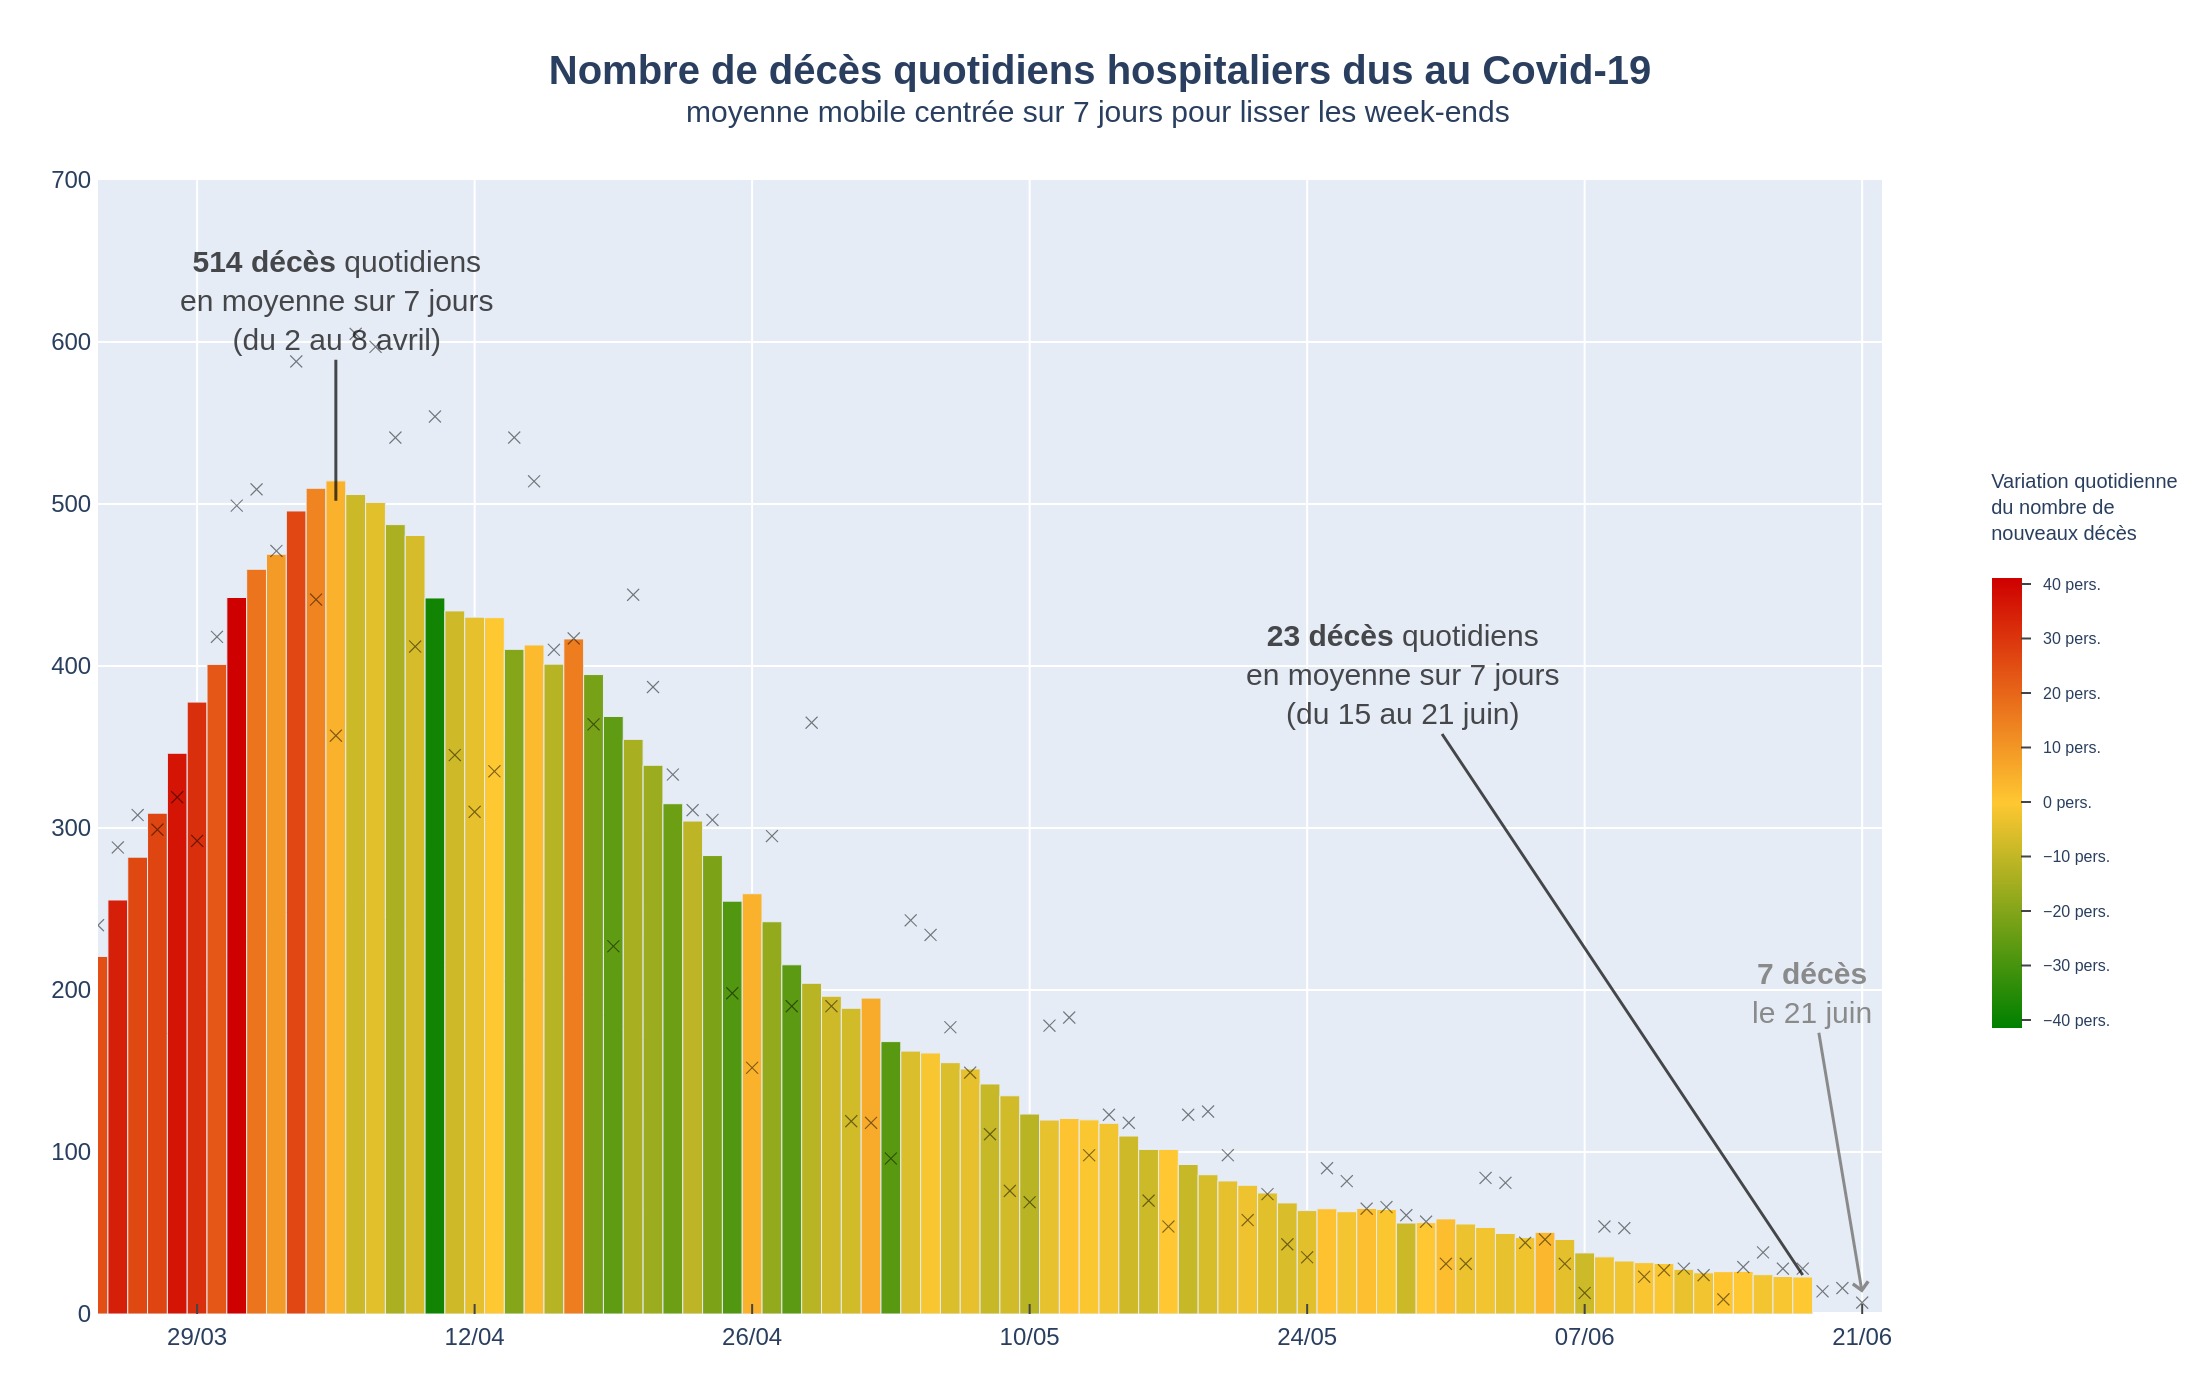 Nombre de décès quotidiens hospitaliers dus au Covid-19
moyenne mobile centrée sur 7 jours pour lisser les week-ends
700
600
500
400
300
200
100
0
514 décès quotidiens
en moyenne sur 7 jours
(du 2 au 8 avril)
23 décès quotidiens
en moyenne sur 7 jours
(du 15 au 21 juin)
7 décès
le 21 juin
29/03
12/04
26/04
10/05
24/05
07/06
21/06
Variation quotidienne
du nombre de
nouveaux décès
40 pers.
30 pers.
20 pers.
10 pers.
0 pers.
−10 pers.
−20 pers.
−30 pers.
−40 pers.